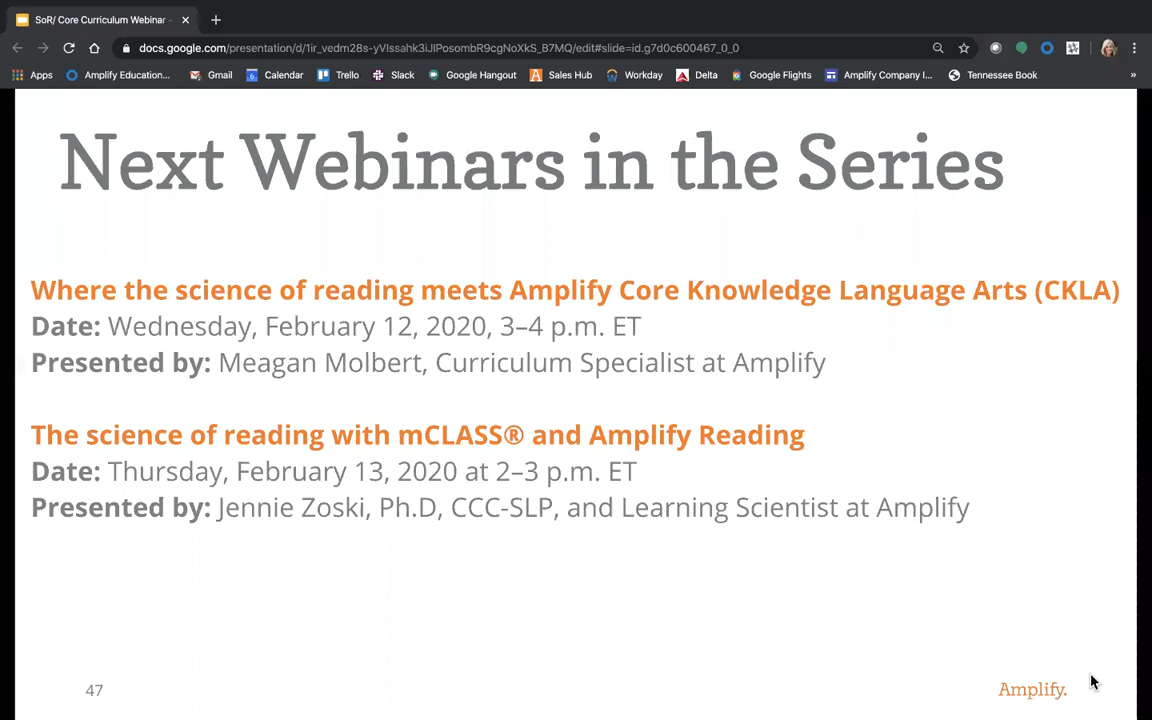 SoR/ Core Curriculum Webinar -
docs.google.com/presentation/d/1ir_vedm28s-yVIssahk3iJlPosombR9cgNoXkS_B7MQ/edit#slide=id.g7d0c600467_0_0
Apps Amplify Education... Gmail Calendar Trello Slack Google Hangout Sales Hub Workday Delta Google Flights Amplify Company I... Tennessee Book »
Next Webinars in the Series
Where the science of reading meets Amplify Core Knowledge Language Arts (CKLA)
Date: Wednesday, February 12, 2020, 3–4 p.m. ET
Presented by: Meagan Molbert, Curriculum Specialist at Amplify
The science of reading with mCLASS® and Amplify Reading
Date: Thursday, February 13, 2020 at 2–3 p.m. ET
Presented by: Jennie Zoski, Ph.D, CCC-SLP, and Learning Scientist at Amplify
47
Amplify.